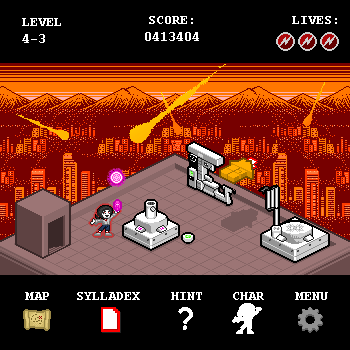 LEVEL
4-3
SCORE:
0413404
LIVES:
MAP
SYLLADEX
HINT
CHAR
MENU
?